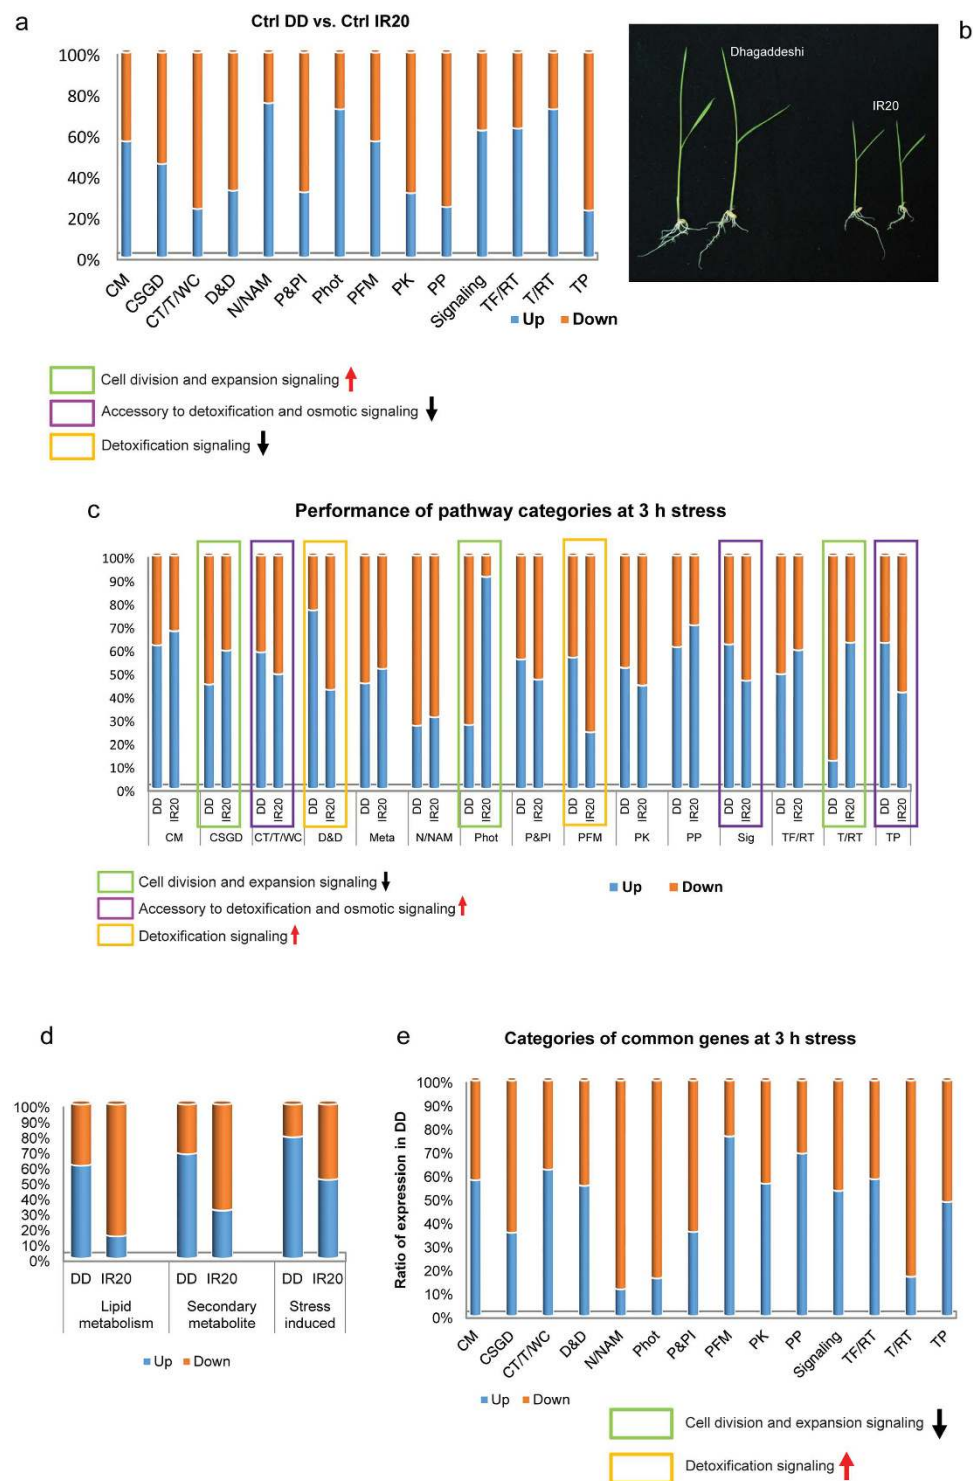 a
Ctrl DD vs. Ctrl IR20
100%
80%
60%
40%
20%
0%
CM
CSGD
CT/T/WC
D&D
N/NAM
P&PI
Phot
PFM
PK
PP
Signaling
TF/RT
T/RT
TP
Up Down
b
Dhagaddeshi
IR20
Cell division and expansion signaling
Accessory to detoxification and osmotic signaling
Detoxification signaling
c
Performance of pathway categories at 3 h stress
100%
90%
80%
70%
60%
50%
40%
30%
20%
10%
0%
DD IR20 DD IR20 DD IR20 DD IR20 DD IR20 DD IR20 DD IR20 DD IR20 DD IR20 DD IR20 DD IR20 DD IR20 DD IR20 DD IR20 DD IR20
CM CSGD CT/T/WC D&D Meta N/NAM Phot P&PI PFM PK PP Sig TF/RT T/RT TP
Cell division and expansion signaling
Accessory to detoxification and osmotic signaling
Detoxification signaling
Up Down
d
100%
90%
80%
70%
60%
50%
40%
30%
20%
10%
0%
DD IR20 DD IR20 DD IR20
Lipid Secondary Stress
metabolism metabolite induced
Up Down
e
Categories of common genes at 3 h stress
Ratio of expression in DD
100%
90%
80%
70%
60%
50%
40%
30%
20%
10%
0%
CM
CSGD
CT/T/WC
D&D
N/NAM
Phot
P&PI
PFM
PK
PP
Signaling
TF/RT
T/RT
TP
Up Down
Cell division and expansion signaling
Detoxification signaling